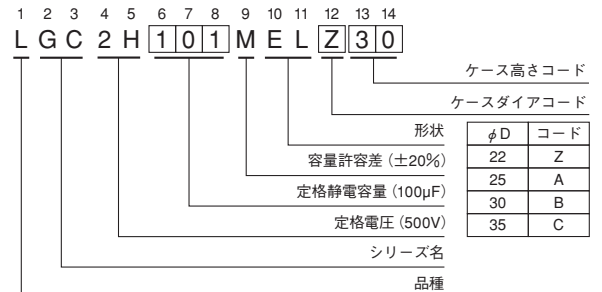 1 2 3 4 5 6 7 8 9 10 11 12 13 14
L G C 2 H 1 0 1 M E L Z 3 0
ケース高さコード
ケースダイアコード
形状
容量許容差 (±20%)
定格静電容量 (100µF)
定格電圧 (500V)
シリーズ名
品種
φD コード
22 Z
25 A
30 B
35 C